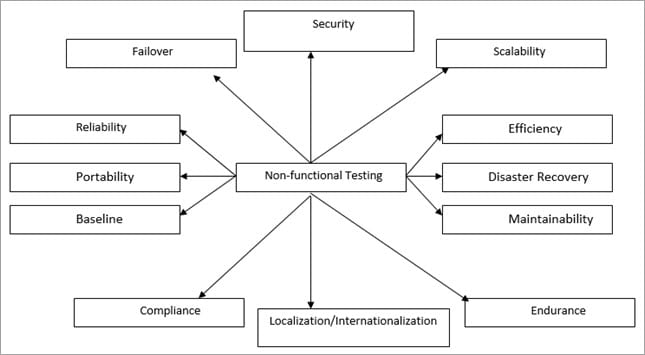 Security
Failover
Scalability
Reliability
Efficiency
Portability
Non-functional Testing
Disaster Recovery
Baseline
Maintainability
Compliance
Localization/Internationalization
Endurance